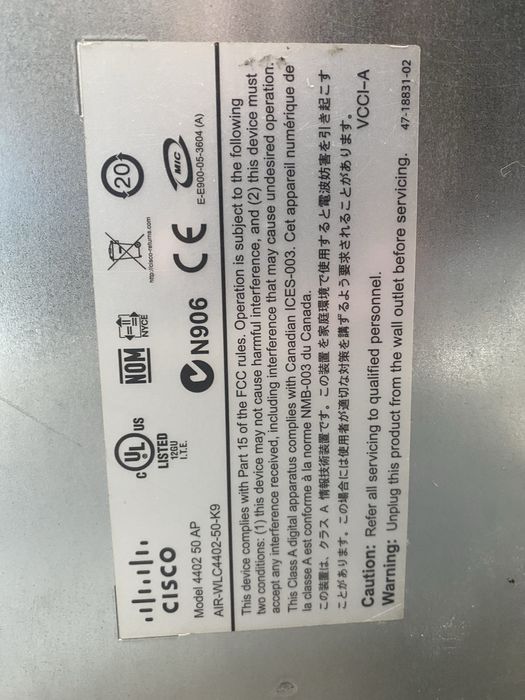 CISCO
Model 4402 50 AP
AIR-WLC4402-50-K9
C UL US
LISTED
12GU
I.T.E.
NOM
NYCE
N906
http://cisco-returns.com
CE
20
MIC
E-E900-05-3604 (A)
This device complies with Part 15 of the FCC rules. Operation is subject to the following
two conditions: (1) this device may not cause harmful interference, and (2) this device must
accept any interference received, including interference that may cause undesired operation.
This Class A digital apparatus complies with Canadian ICES-003. Cet appareil numérique de
la classe A est conforme à la norme NMB-003 du Canada.
この装置は、クラス A 情報技術装置です。この装置を家庭環境で使用すると電波妨害を引き起こす
ことがあります。この場合には使用者が適切な対策を講ずるよう要求されることがあります。
VCCI-A
Caution: Refer all servicing to qualified personnel.
Warning: Unplug this product from the wall outlet before servicing.
47-18831-02